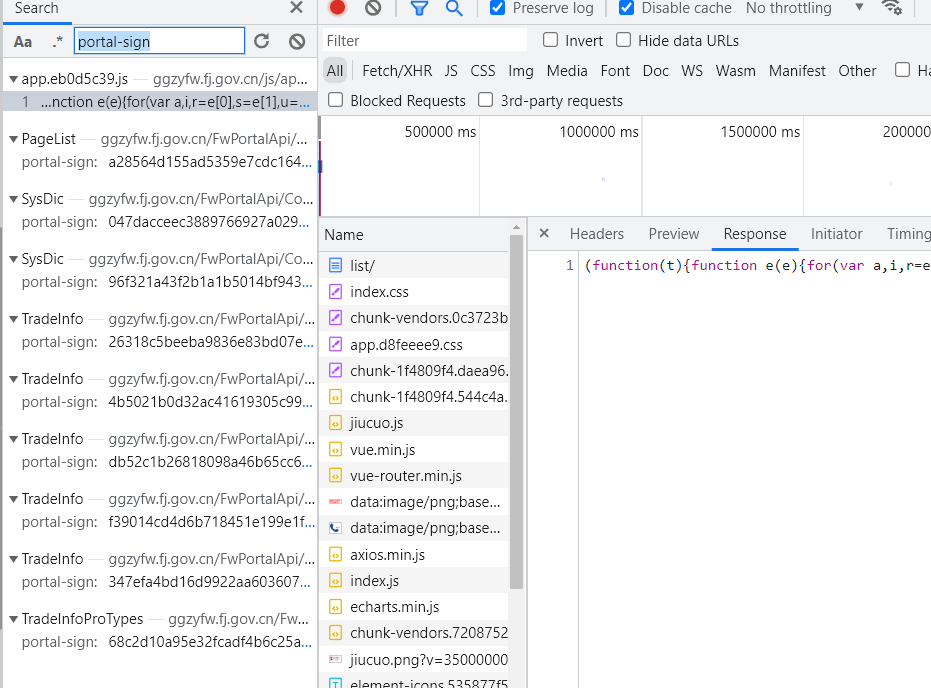 Search
Preserve log
Disable cache
No throttling
Aa
.*
portal-sign
Filter
Invert
Hide data URLs
All
Fetch/XHR
JS
CSS
Img
Media
Font
Doc
WS
Wasm
Manifest
Other
Blocked Requests
3rd-party requests
500000 ms
1000000 ms
1500000 ms
app.eb0d5c39.js — ggzyfw.fj.gov.cn/js/ap...
1 ...nction e(e){for(var a,i,r=e[0],s=e[1],u=...
PageList — ggzyfw.fj.gov.cn/FwPortalApi/...
portal-sign: a28564d155ad5359e7cdc164...
SysDic — ggzyfw.fj.gov.cn/FwPortalApi/Co...
portal-sign: 047dacceec3889766927a029...
SysDic — ggzyfw.fj.gov.cn/FwPortalApi/Co...
portal-sign: 96f321a43f2b1a1b5014bf943...
TradeInfo — ggzyfw.fj.gov.cn/FwPortalApi/...
portal-sign: 26318c5beeba9836e83bd07e...
TradeInfo — ggzyfw.fj.gov.cn/FwPortalApi/...
portal-sign: 4b5021b0d32ac41619305c99...
TradeInfo — ggzyfw.fj.gov.cn/FwPortalApi/...
portal-sign: db52c1b26818098a46b65cc6...
TradeInfo — ggzyfw.fj.gov.cn/FwPortalApi/...
portal-sign: f39014cd4d6b718451e199e1f...
TradeInfo — ggzyfw.fj.gov.cn/FwPortalApi/...
portal-sign: 347efa4bd16d9922aa603607...
TradeInfoProTypes — ggzyfw.fj.gov.cn/Fw...
portal-sign: 68c2d10a95e32fcadf4b6c25a...
Name
list/
index.css
chunk-vendors.0c3723b
app.d8feeee9.css
chunk-1f4809f4.daea96.
chunk-1f4809f4.544c4a.
jiucuo.js
vue.min.js
vue-router.min.js
data:image/png;base...
data:image/png;base...
axios.min.js
index.js
echarts.min.js
chunk-vendors.7208752
jiucuo.png?v=35000000
element-icons.535877f5
Headers
Preview
Response
Initiator
Timing
1 (function(t){function e(e){for(var a,i,r=e